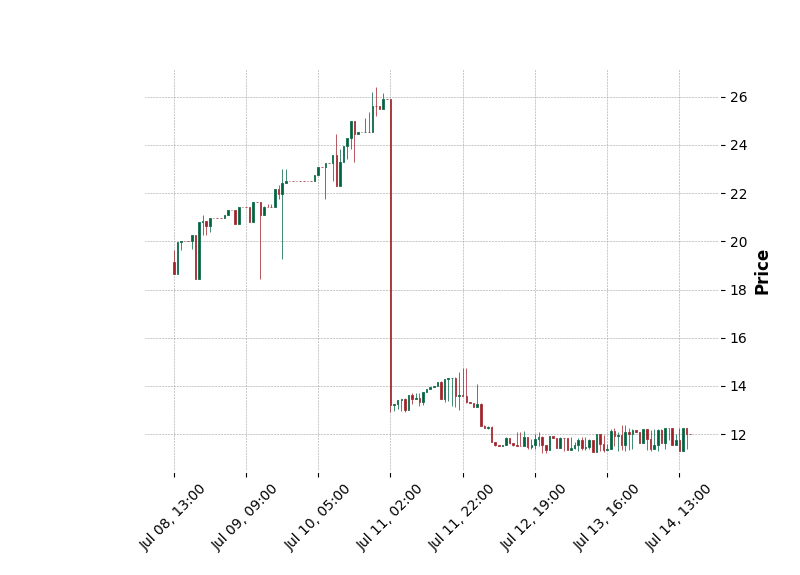 26
24
22
20
18
16
14
12
Price
Jul 08, 13:00
Jul 09, 09:00
Jul 10, 05:00
Jul 11, 02:00
Jul 11, 22:00
Jul 12, 19:00
Jul 13, 16:00
Jul 14, 13:00